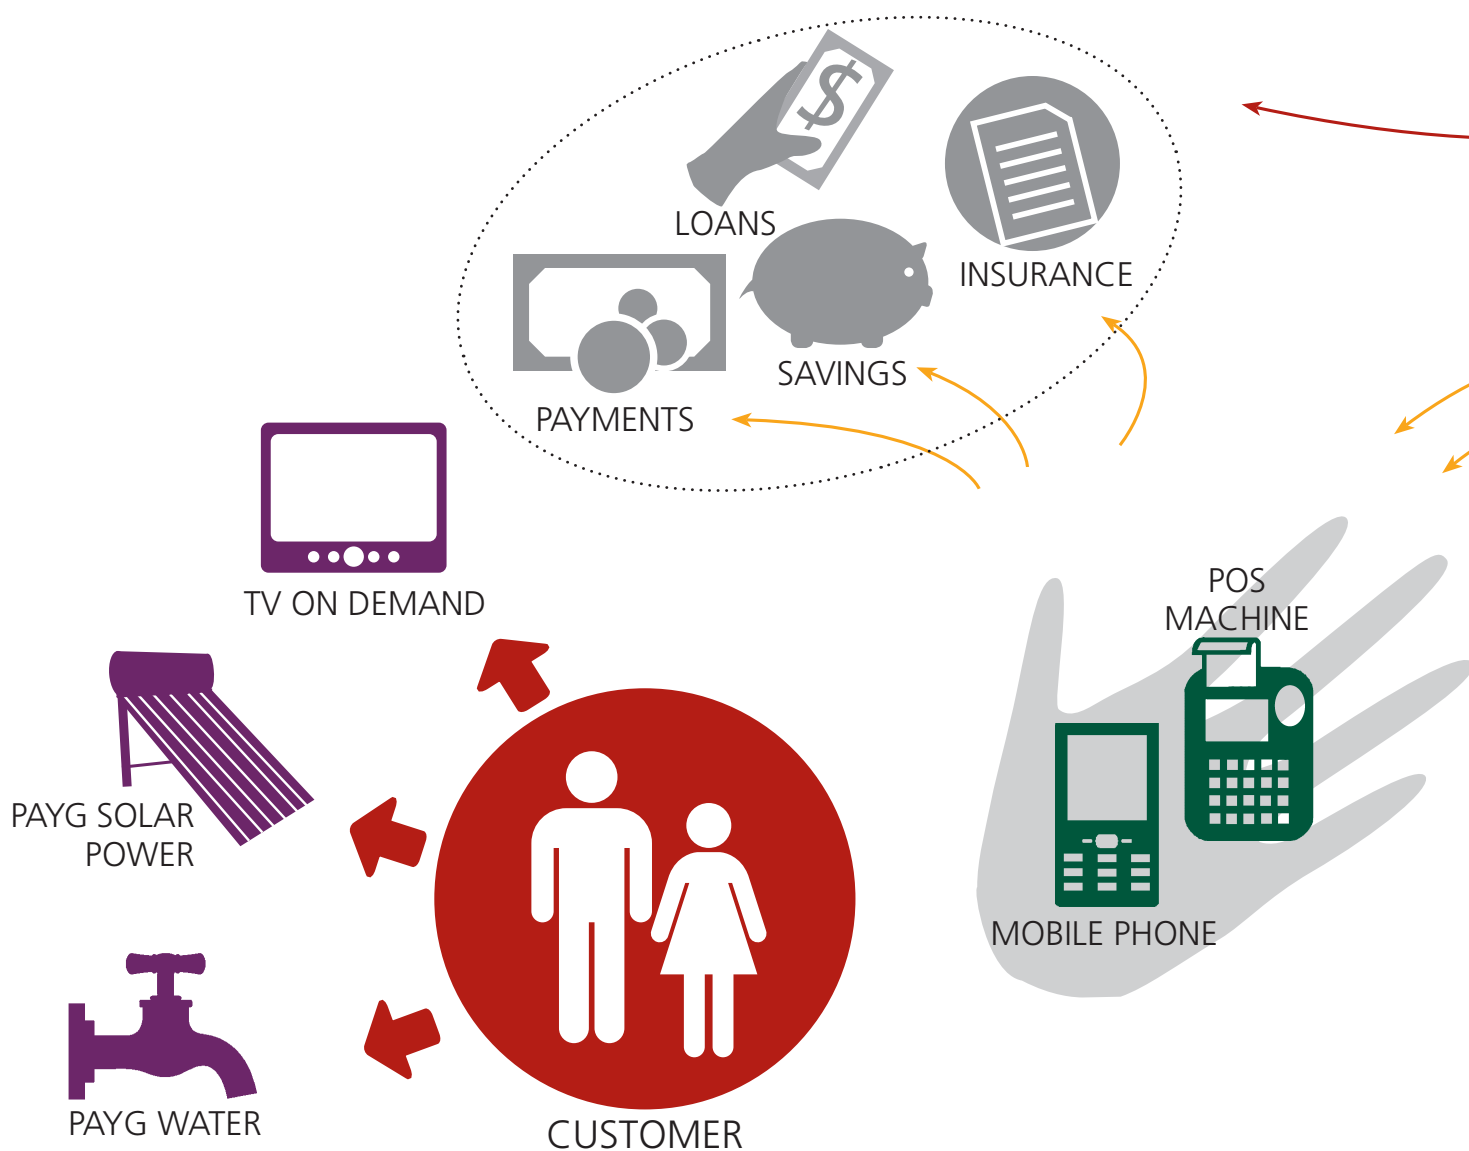 LOANS
INSURANCE
SAVINGS
PAYMENTS
TV ON DEMAND
POS
MACHINE
PAYG SOLAR
POWER
MOBILE PHONE
PAYG WATER
CUSTOMER